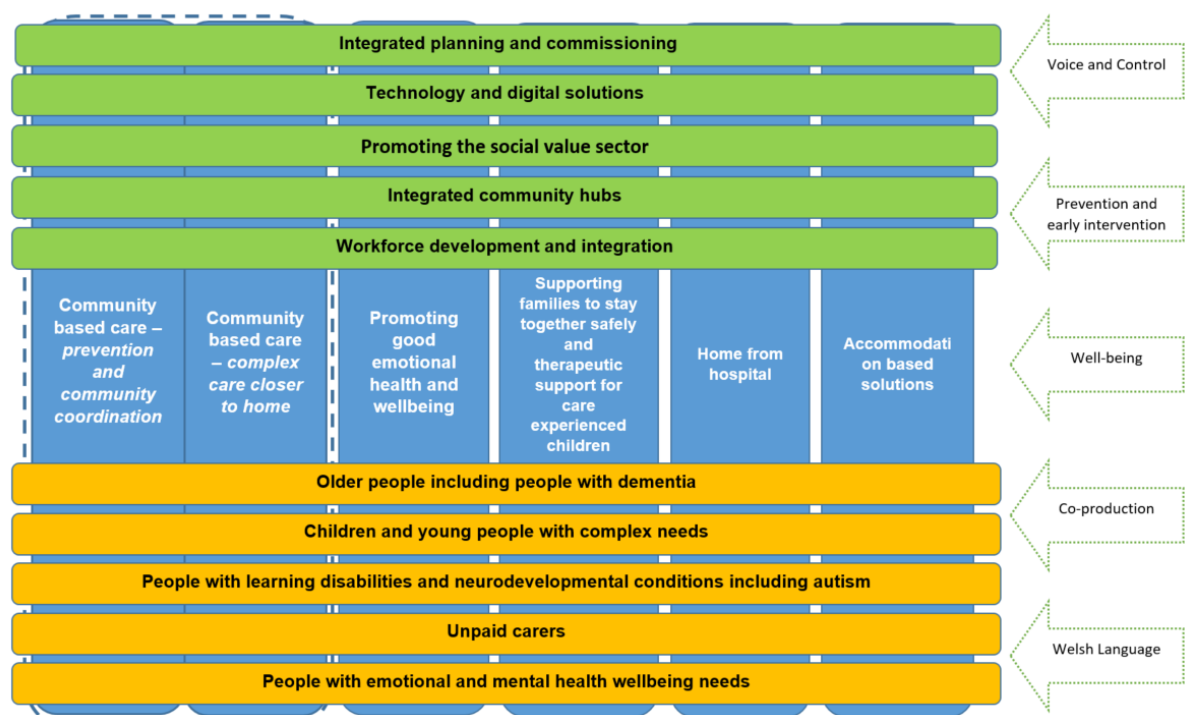 Integrated planning and commissioning
Technology and digital solutions
Promoting the social value sector
Integrated community hubs
Workforce development and integration
Community
based care –
prevention
and
community
coordination
Community
based care
– complex
care closer
to home
Promoting
good
emotional
health and
wellbeing
Supporting
families to stay
together safely
and
therapeutic
support for
care
experienced
children
Home from
hospital
Accommodati
on based
solutions
Older people including people with dementia
Children and young people with complex needs
People with learning disabilities and neurodevelopmental conditions including autism
Unpaid carers
People with emotional and mental health wellbeing needs
Voice and Control
Prevention and
early intervention
Well-being
Co-production
Welsh Language